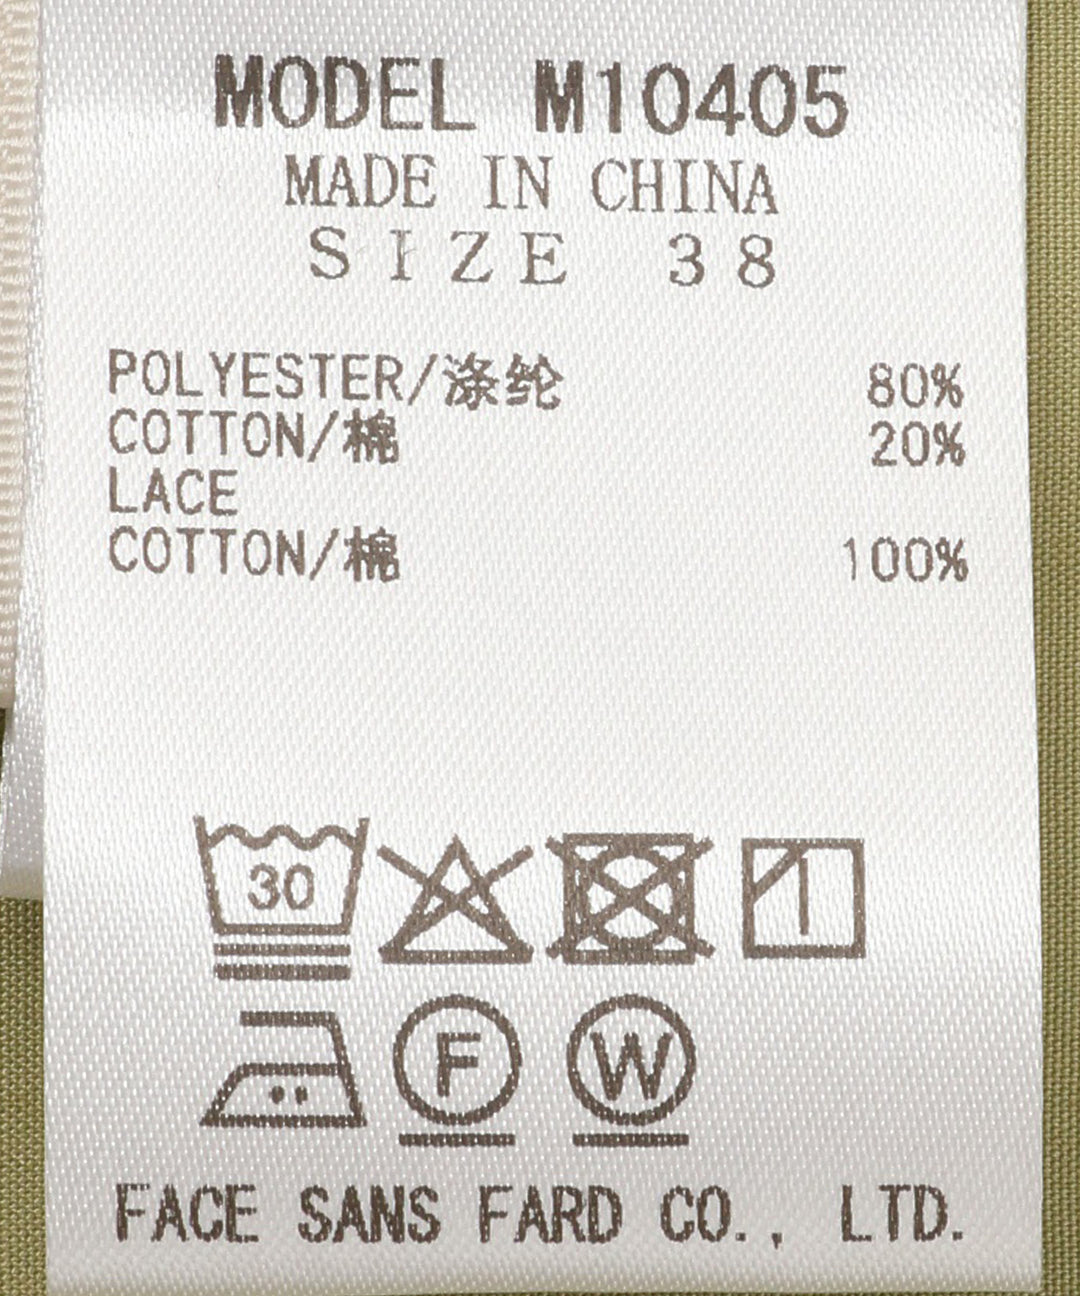 MODEL M10405
MADE IN CHINA
SIZE 38
POLYESTER/涤纶 80%
COTTON/棉 20%
LACE
COTTON/棉 100%
30
F W
FACE SANS FARD CO., LTD.